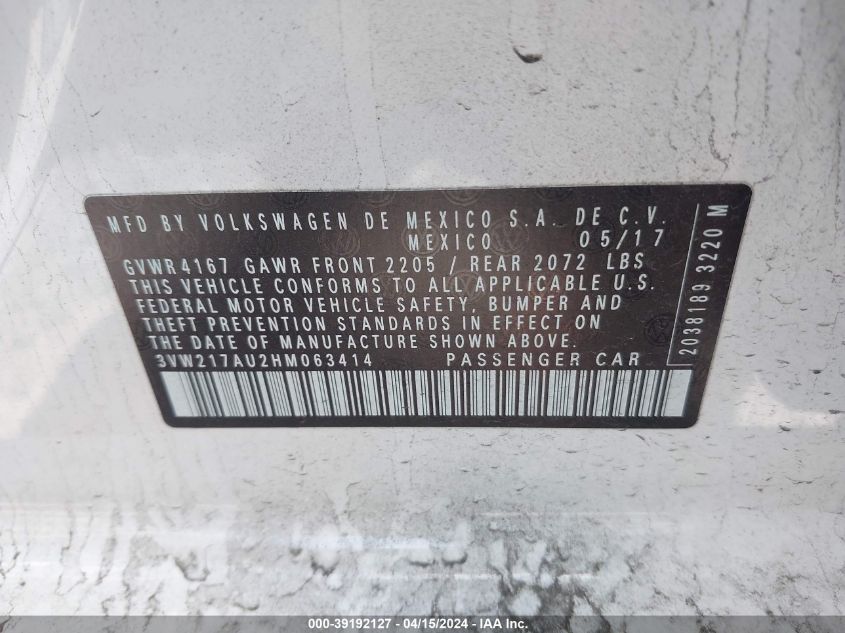 MFD BY VOLKSWAGEN DE MEXICO S.A. DE C.V.
MEXICO 05/17
GVWR 4167 GAWR FRONT 2205 / REAR 2072 LBS
THIS VEHICLE CONFORMS TO ALL APPLICABLE U.S.
FEDERAL MOTOR VEHICLE SAFETY, BUMPER AND
THEFT PREVENTION STANDARDS IN EFFECT ON
THE DATE OF MANUFACTURE SHOWN ABOVE.
3VW217AU2HM063414 PASSENGER CAR
2038189 3220 M
000-39192127 - 04/15/2024 - IAA Inc.